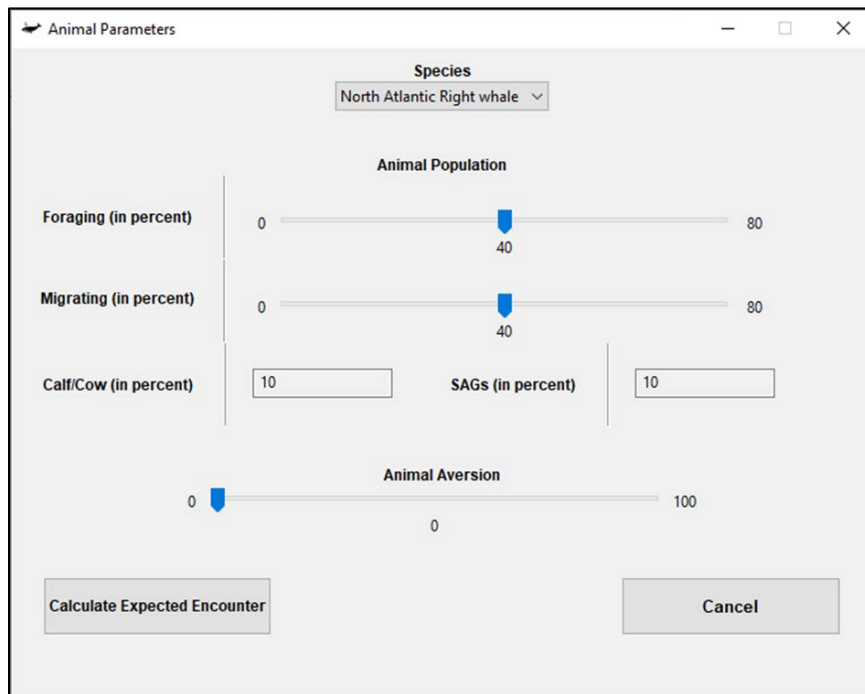 Animal Parameters
Species
North Atlantic Right whale
Animal Population
Foraging (in percent) 0 80
40
Migrating (in percent) 0 80
40
Calf/Cow (in percent) 10 SAGs (in percent) 10
Animal Aversion
0 100
0
Calculate Expected Encounter Cancel